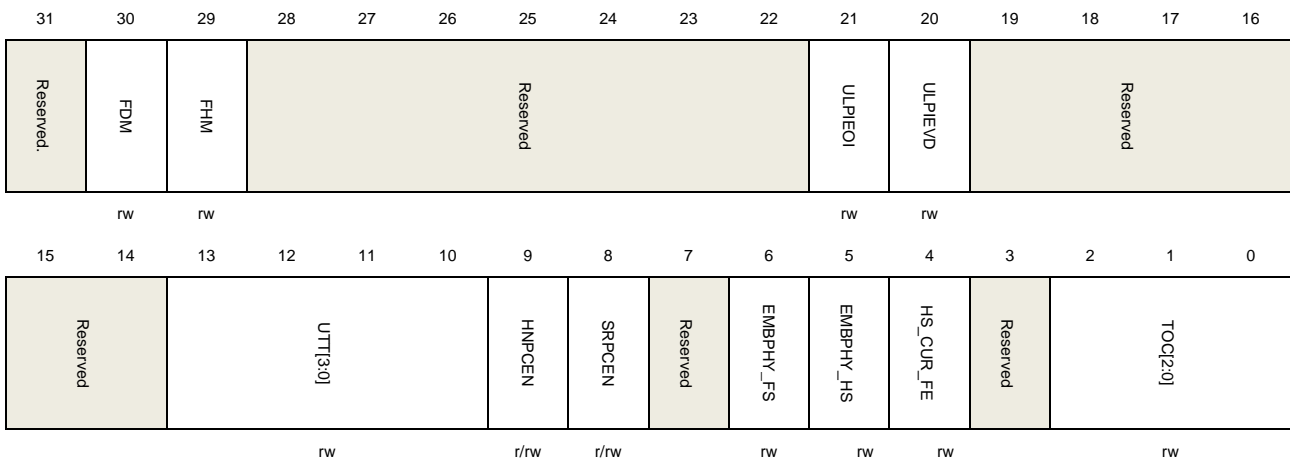 31 30 29 28 27 26 25 24 23 22 21 20 19 18 17 16
Reserved. FDM FHM Reserved ULPIEOI ULPIEVD Reserved
rw rw rw rw
15 14 13 12 11 10 9 8 7 6 5 4 3 2 1 0
Reserved UTT[3:0] HNPCEN SRPCEN Reserved EMBPHY_FS EMBPHY_HS HS_CUR_FE Reserved TOC[2:0]
rw r/rw r/rw rw rw rw rw